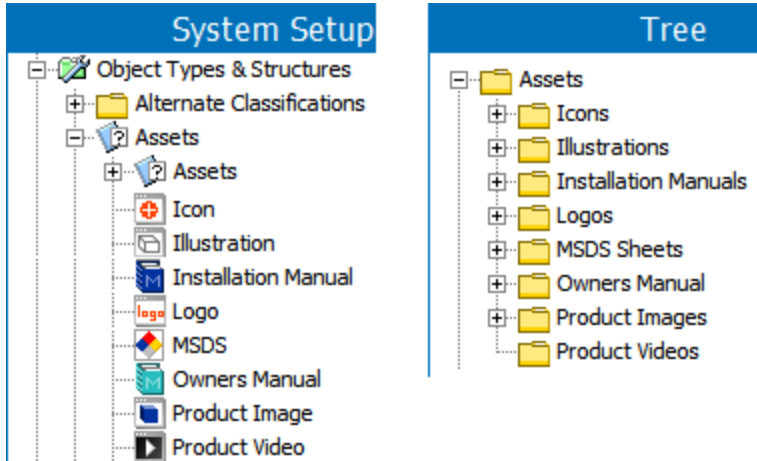 System Setup
Object Types & Structures
Alternate Classifications
Assets
Assets
Icon
Illustration
Installation Manual
logo Logo
MSDS
M Owners Manual
Product Image
Product Video
Tree
Assets
Icons
Illustrations
Installation Manuals
Logos
MSDS Sheets
Owners Manual
Product Images
Product Videos